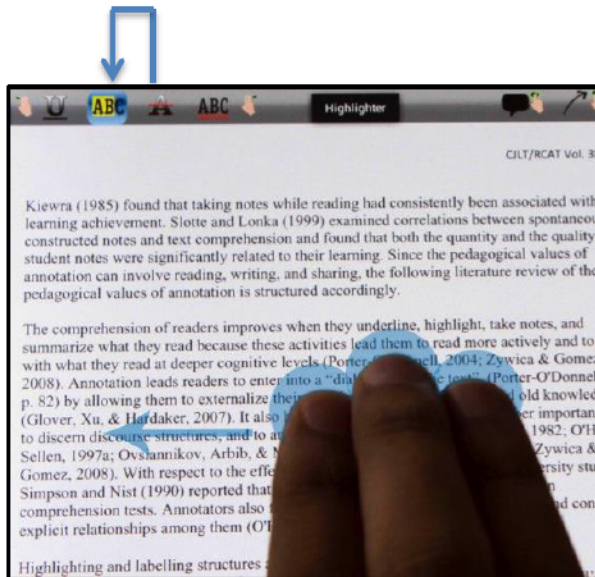 U ABC A ABC Highlighter
CJLT/RCAT Vol. 3
Kiewra (1985) found that taking notes while reading had consistently been associated with
learning achievement. Slotte and Lonka (1999) examined correlations between spontaneou
constructed notes and text comprehension and found that both the quantity and the quality
student notes were significantly related to their learning. Since the pedagogical values of
annotation can involve reading, writing, and sharing, the following literature review of the
pedagogical values of annotation is structured accordingly.
The comprehension of readers improves when they underline, highlight, take notes, and
summarize what they read because these activities lead them to read more actively and to
with what they read at deeper cognitive levels (Porter- 2004; Zywica & Gome
2008). Annotation leads readers to enter into a (Porter-O'Donnel
p. 82) by allowing them to externalize old knowled
(Glover, Xu, & Hardaker, 2007). It also importan
to discern discourse structures, and to 1982; O'H
Sellen, 1997a; Ovsiannikov, Arbib, & Zywica &
Gomez, 2008). With respect to the stu
Simpson and Nist (1990) reported that
comprehension tests. Annotators also
explicit relationships among them
Highlighting and labelling structures